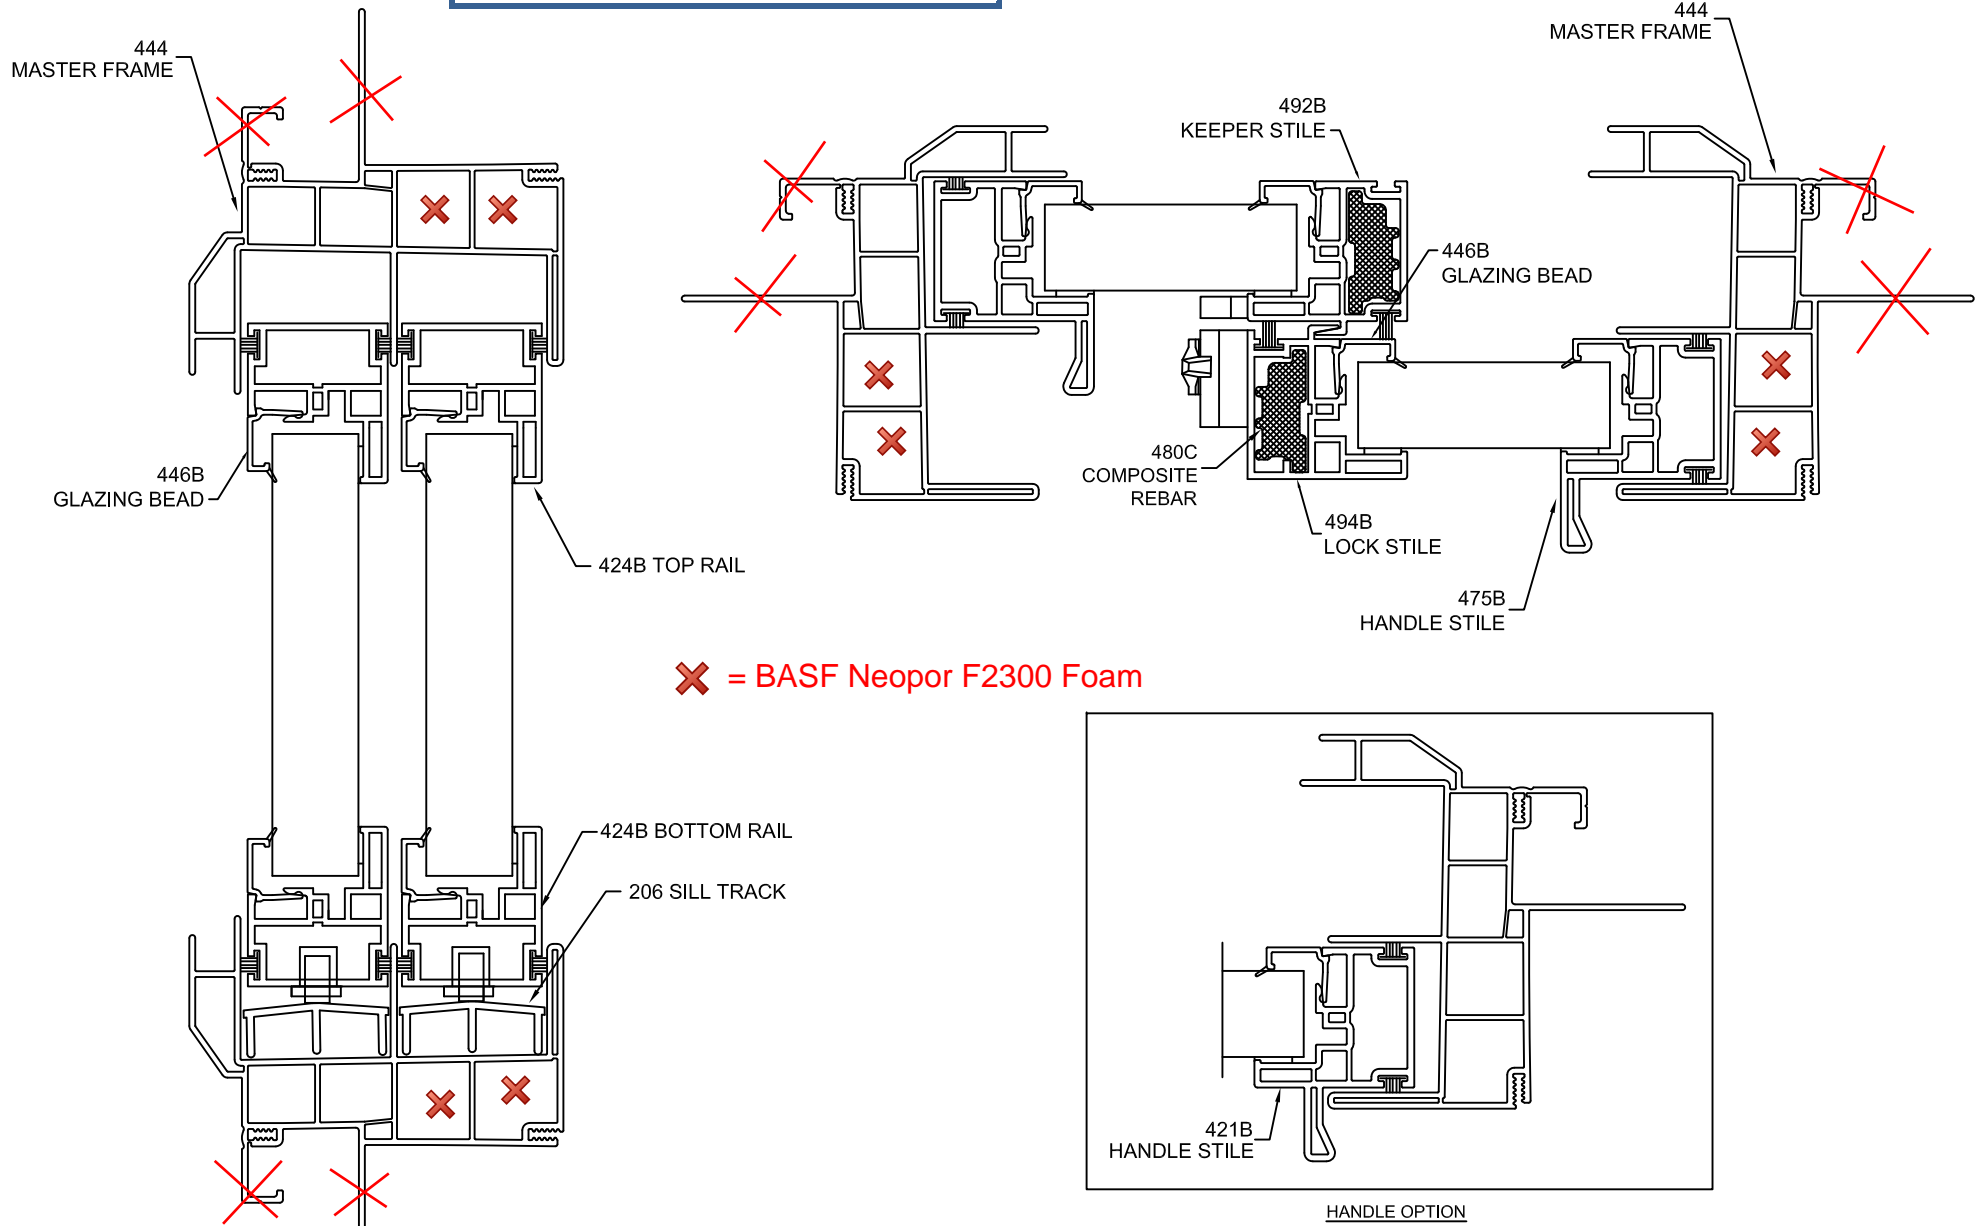 444
MASTER FRAME
446B
GLAZING BEAD
424B TOP RAIL
424B BOTTOM RAIL
206 SILL TRACK
444
MASTER FRAME
492B
KEEPER STILE
446B
GLAZING BEAD
480C
COMPOSITE
REBAR
494B
LOCK STILE
475B
HANDLE STILE
= BASF Neopor F2300 Foam
421B
HANDLE STILE
HANDLE OPTION